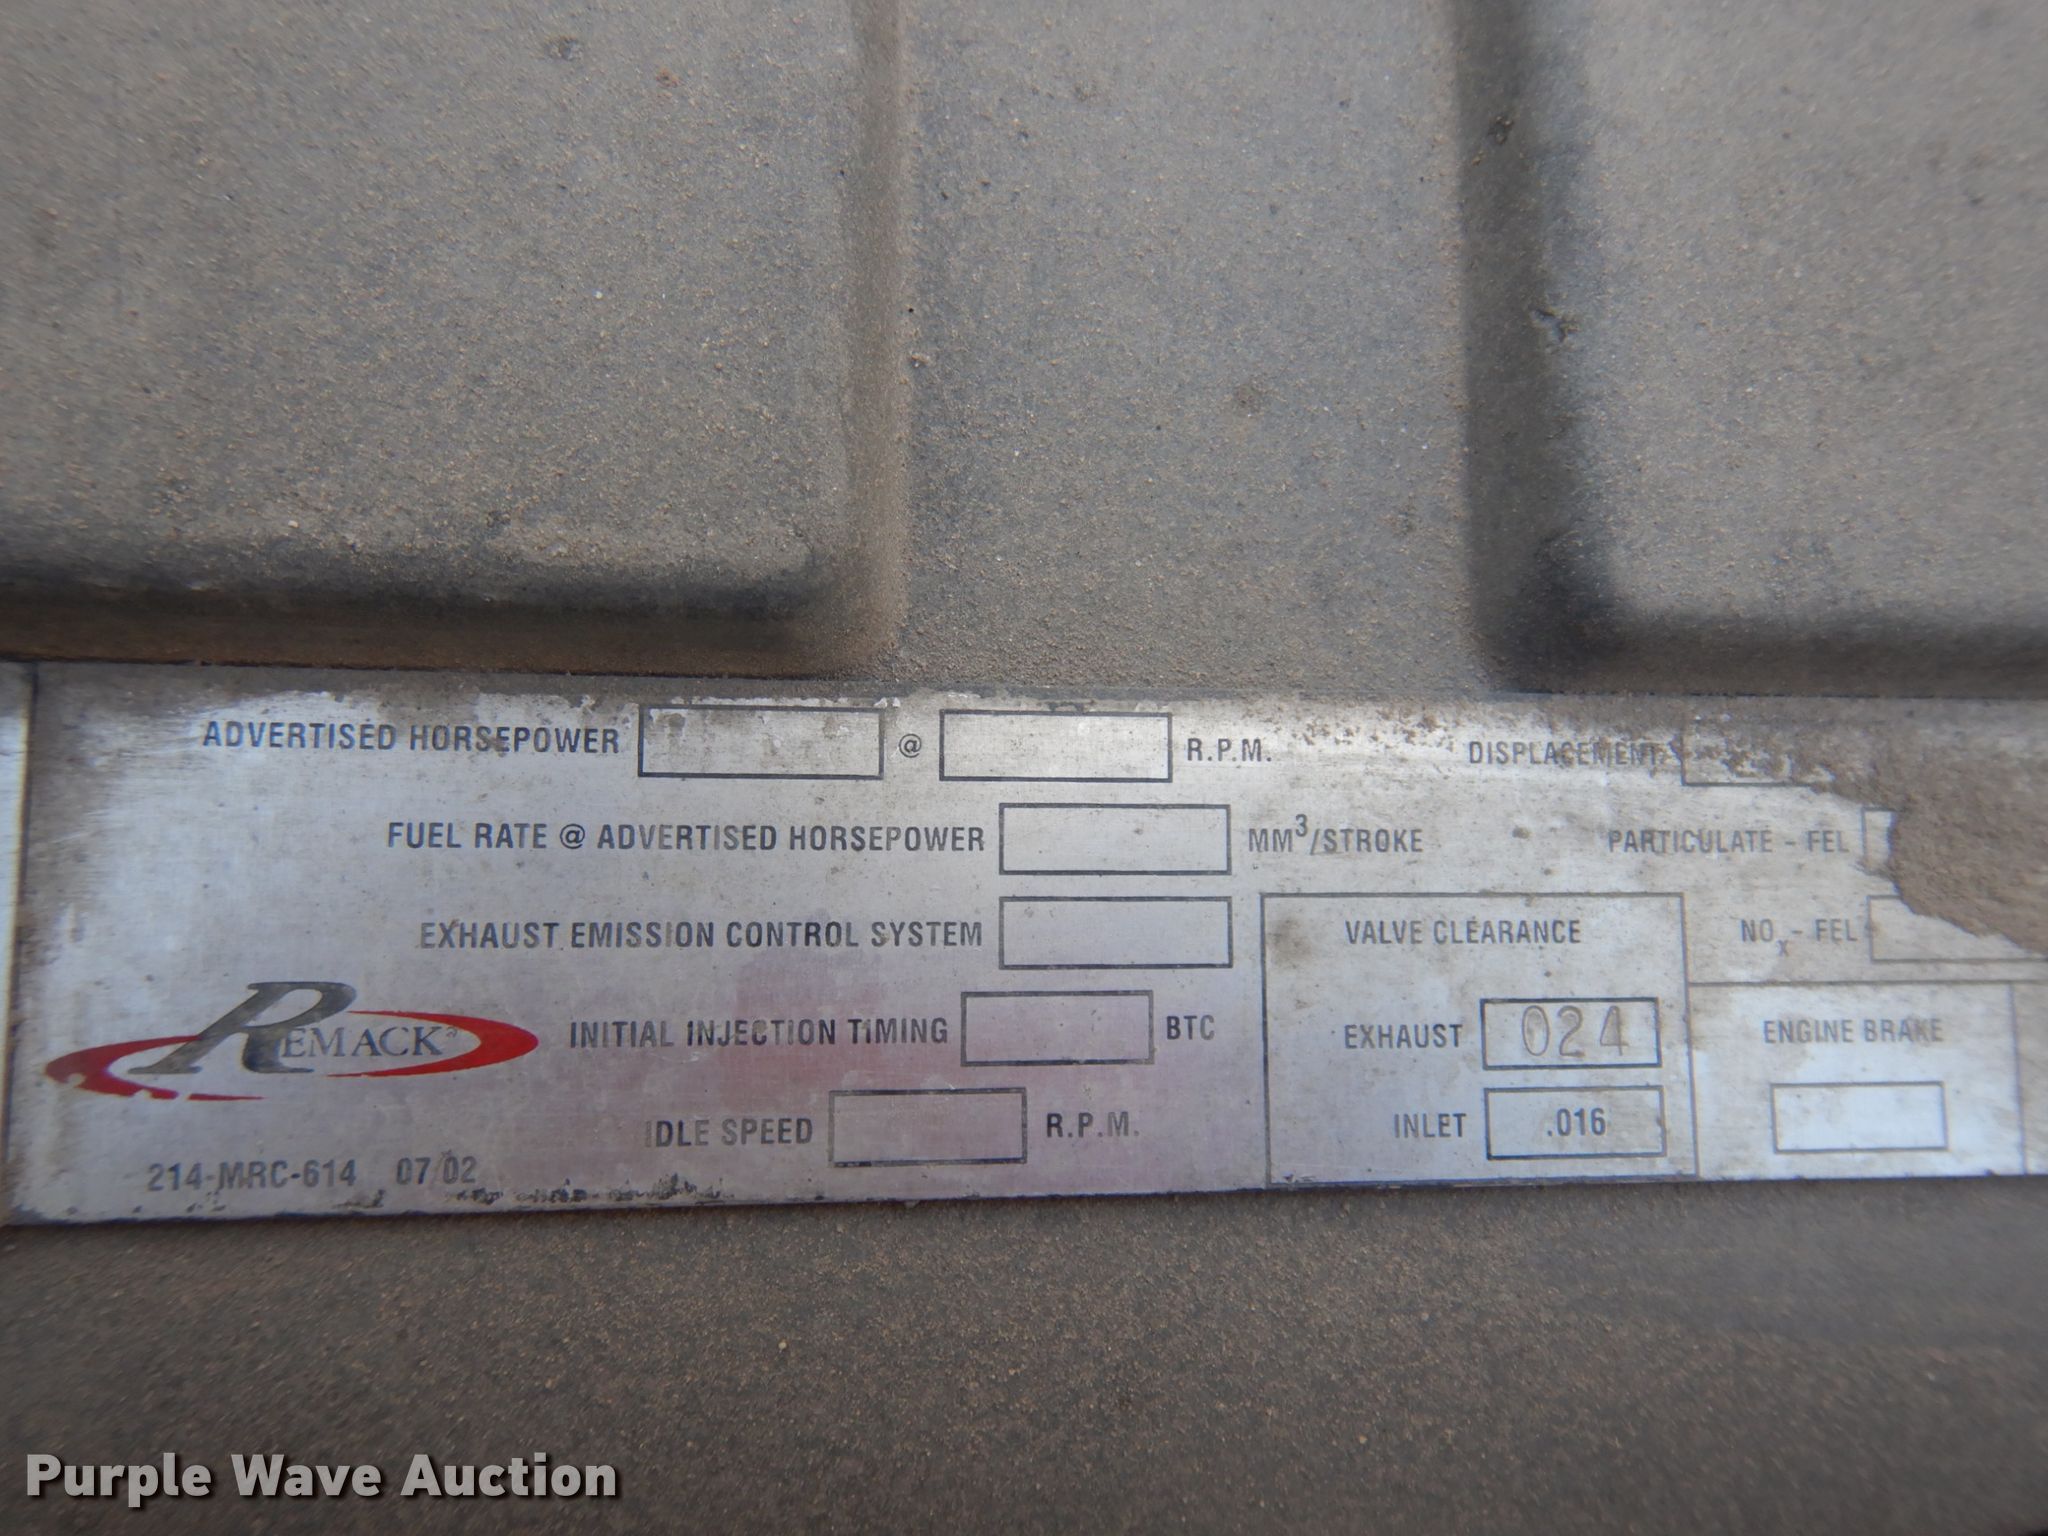 ADVERTISED HORSEPOWER @ R.P.M. DISPLACEMENT
FUEL RATE @ ADVERTISED HORSEPOWER MM³/STROKE PARTICULATE - FEL
EXHAUST EMISSION CONTROL SYSTEM VALVE CLEARANCE NOx - FEL
REMACK INITIAL INJECTION TIMING BTC EXHAUST 024 ENGINE BRAKE
IDLE SPEED R.P.M. INLET .016
214-MRC-614 07/02
Purple Wave Auction